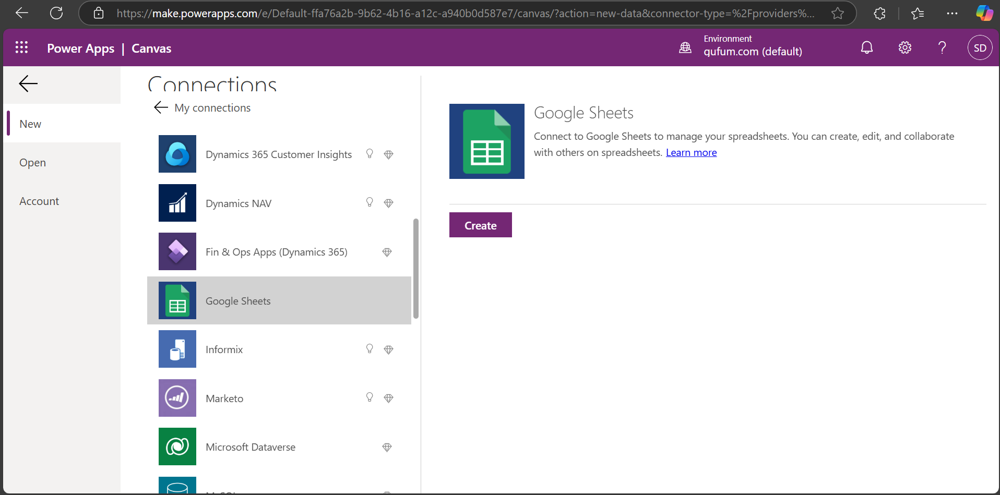 https://make.powerapps.com/e/Default-ffa76a2b-9b62-4b16-a12c-a940b0d587e7/canvas/?action=new-data&connector-type=%2Fproviders%...
Power Apps | Canvas
Environment
gufum.com (default)
SD
New
Open
Account
Connections
My connections
Dynamics 365 Customer Insights
Dynamics NAV
Fin & Ops Apps (Dynamics 365)
Google Sheets
Informix
Marketo
Microsoft Dataverse
Google Sheets
Connect to Google Sheets to manage your spreadsheets. You can create, edit, and collaborate
with others on spreadsheets. Learn more
Create